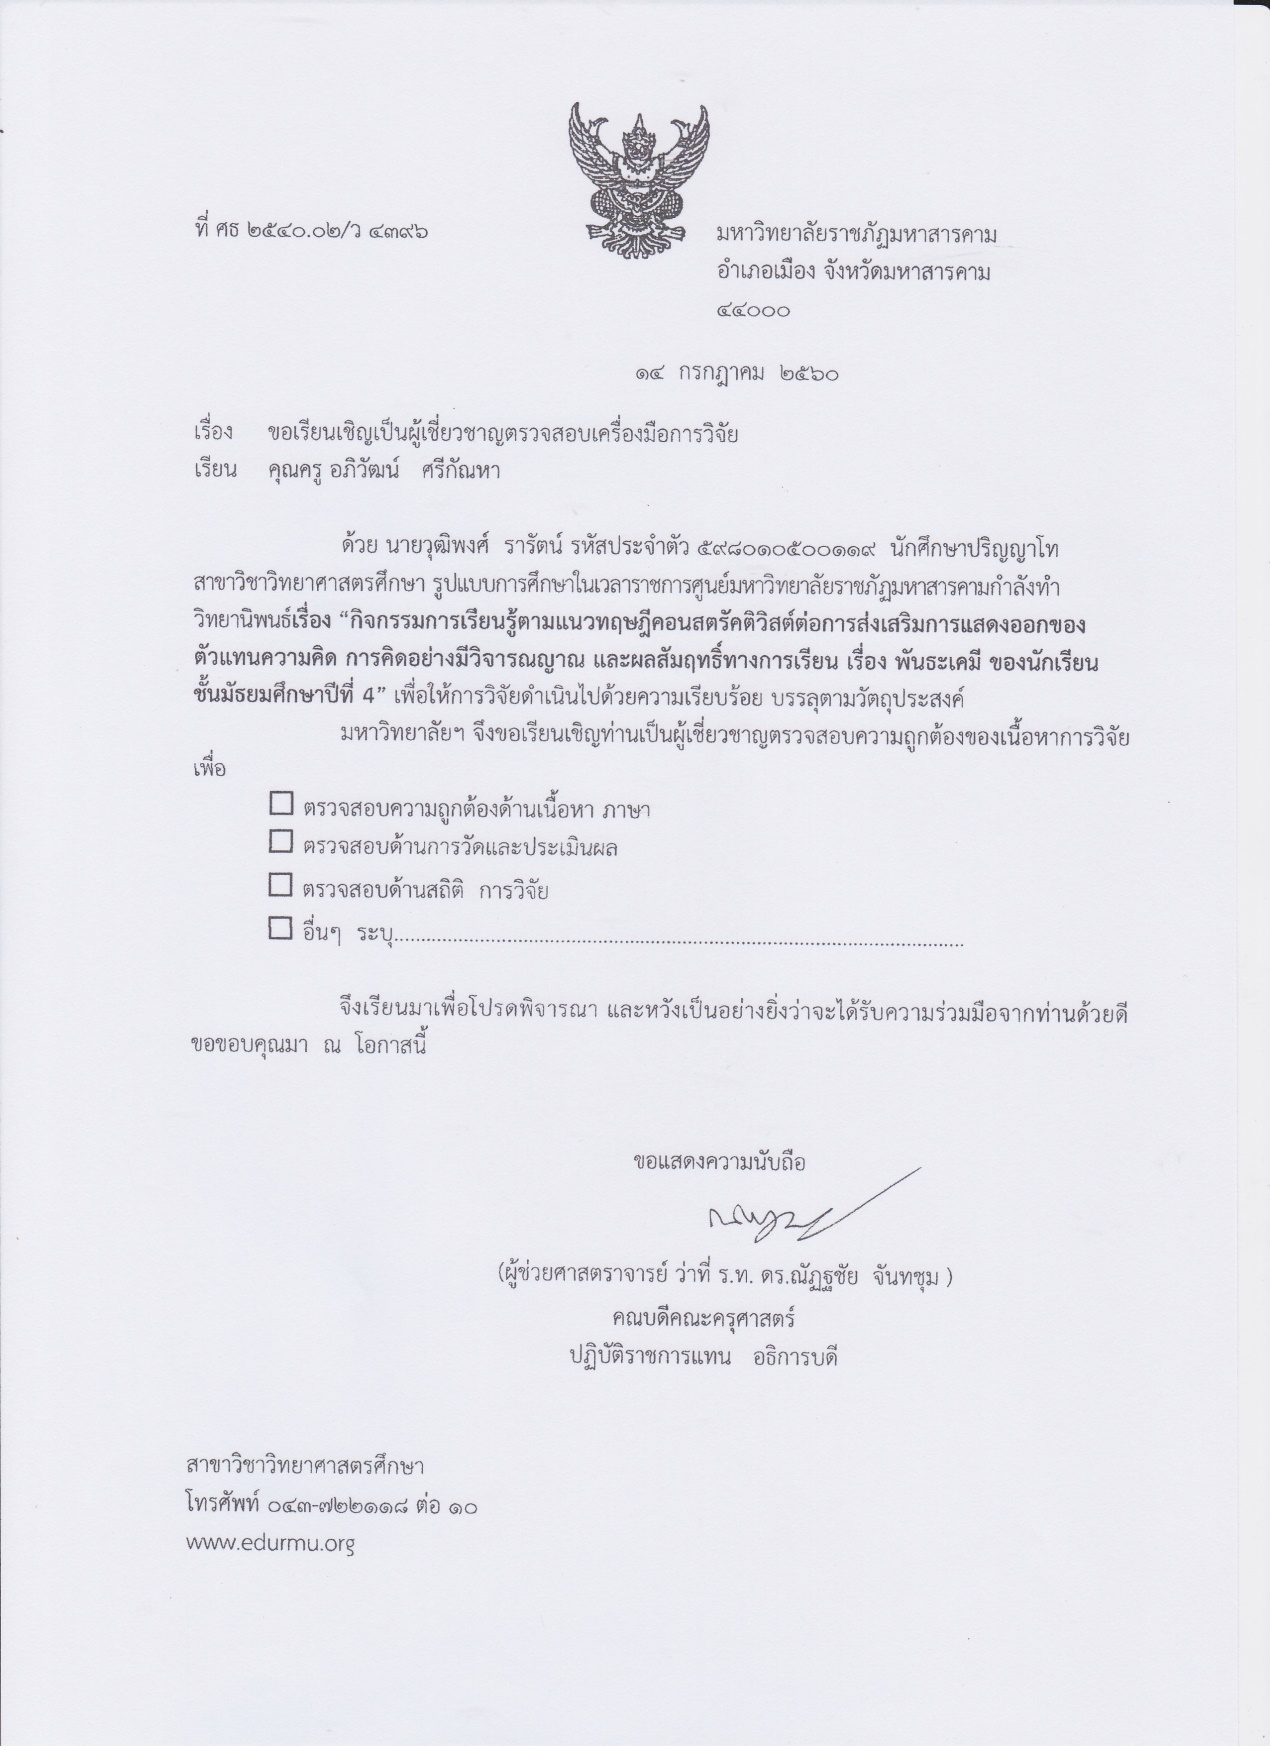 ที่ ศธ ๒๕๔๐.๐๒/ว ๔๓๙๖
มหาวิทยาลัยราชภัฏมหาสารคาม
อำเภอเมือง จังหวัดมหาสารคาม
๔๔๐๐๐
๑๔ กรกฎาคม ๒๕๖๐
เรื่อง ขอเรียนเชิญเป็นผู้เชี่ยวชาญตรวจสอบเครื่องมือการวิจัย
เรียน คุณครู อภิวัฒน์ ศรีกัณหา
ด้วย นายวุฒิพงศ์ รารัตน์ รหัสประจำตัว ๕๙๘๐๑๐๕๐๐๑๑๙ นักศึกษาปริญญาโท
สาขาวิชาวิทยาศาสตรศึกษา รูปแบบการศึกษาในเวลาราชการศูนย์มหาวิทยาลัยราชภัฏมหาสารคามกำลังทำ
วิทยานิพนธ์เรื่อง “กิจกรรมการเรียนรู้ตามแนวทฤษฎีคอนสตรัคติวิสต์ต่อการส่งเสริมการแสดงออกของ
ตัวแทนความคิด การคิดอย่างมีวิจารณญาณ และผลสัมฤทธิ์ทางการเรียน เรื่อง พันธะเคมี ของนักเรียน
ชั้นมัธยมศึกษาปีที่ 4” เพื่อให้การวิจัยดำเนินไปด้วยความเรียบร้อย บรรลุตามวัตถุประสงค์
มหาวิทยาลัยฯ จึงขอเรียนเชิญท่านเป็นผู้เชี่ยวชาญตรวจสอบความถูกต้องของเนื้อหาการวิจัย
เพื่อ
☐ ตรวจสอบความถูกต้องด้านเนื้อหา ภาษา
☐ ตรวจสอบด้านการวัดและประเมินผล
☐ ตรวจสอบด้านสถิติ การวิจัย
☐ อื่นๆ ระบุ..........................................................................................................
จึงเรียนมาเพื่อโปรดพิจารณา และหวังเป็นอย่างยิ่งว่าจะได้รับความร่วมมือจากท่านด้วยดี
ขอขอบคุณมา ณ โอกาสนี้
ขอแสดงความนับถือ
(ผู้ช่วยศาสตราจารย์ ว่าที่ ร.ท. ดร.ณัฏฐชัย จันทชุม )
คณบดีคณะครุศาสตร์
ปฏิบัติราชการแทน อธิการบดี
สาขาวิชาวิทยาศาสตรศึกษา
โทรศัพท์ ๐๔๓-๗๒๒๑๑๘ ต่อ ๑๐
www.edurmu.org